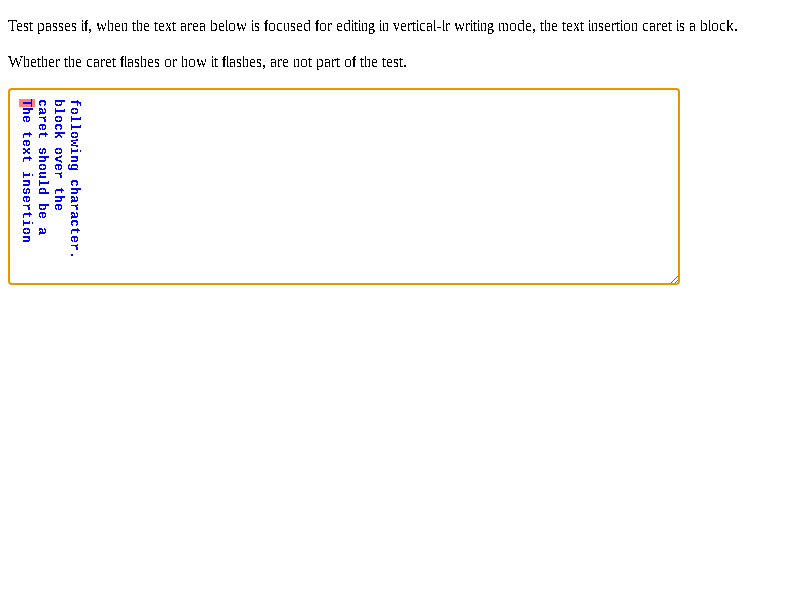 Test passes if, when the text area below is focused for editing in vertical-lr writing mode, the text insertion caret is a block.
Whether the caret flashes or how it flashes, are not part of the test.
The text insertion
caret should be a
block over the
following character.